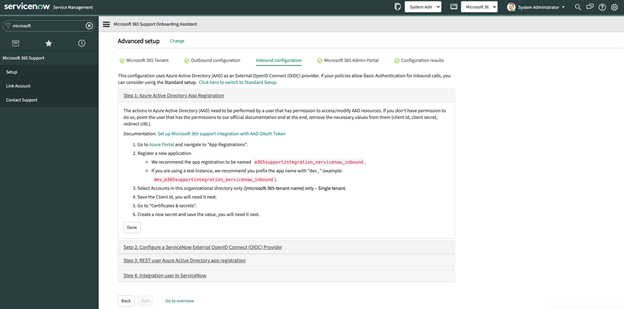 servicenow Service Management
System Adm
Microsoft 36
System Administrator
microsoft
Microsoft 365 Support
Setup
Link Account
Contact Support
Microsoft 365 Support Onboarding Assistant
Advanced setup Change
Microsoft 365 Tenant Outbound configuration Inbound configuration Microsoft 365 Admin Portal Configuration results
This configuration uses Azure Active Directory (AAD) as an External OpenID Connect (OIDC) provider. If your policies allow Basic Authentication for inbound calls, you
can consider using the Standard setup. Click here to switch to Standard Setup.
Step 1: Azure Active Directory App Registration
The actions in Azure Active Directory (AAD) need to be performed by a user that has permission to access/modify AAD resources. If you don't have permission to
do so, point the user that has the permissions to our official documentation and at the end, retrieve the necessary values from them (client Id, client secret,
redirect URL).
Documentation: Set up Microsoft 365 support integration with AAD OAuth Token
1. Go to Azure Portal and navigate to "App Registrations".
2. Register a new application.
We recommend the app registration to be named m365supportintegration_servicenow_inbound .
If you are using a test instance, we recommend you prefix the app name with "dev_" (example:
dev_m365supportintegration_servicenow_inbound ).
3. Select Accounts in this organizational directory only ([microsoft-365-tenant-name] only – Single tenant.
4. Save the Client Id, you will need it next.
5. Go to "Certificates & secrets".
6. Create a new secret and save the value, you will need it next.
Done
Setp 2: Configure a ServiceNow External OpenID Connect (OIDC) Provider
Step 3: REST user Azure Active Directory app registration
Step 4: Integration user in ServiceNow
Back Next Go to overview